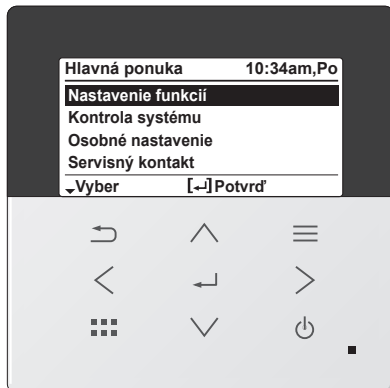 Hlavná ponuka 10:34am,Po
Nastavenie funkcií
Kontrola systému
Osobné nastavenie
Servisný kontakt
Vyber [↵]Potvrď